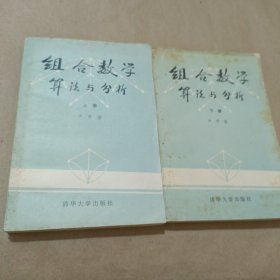 组合数学
算法与分析
上册
清华大学出版社
组合数学
算法与分析
下册
清华大学出版社